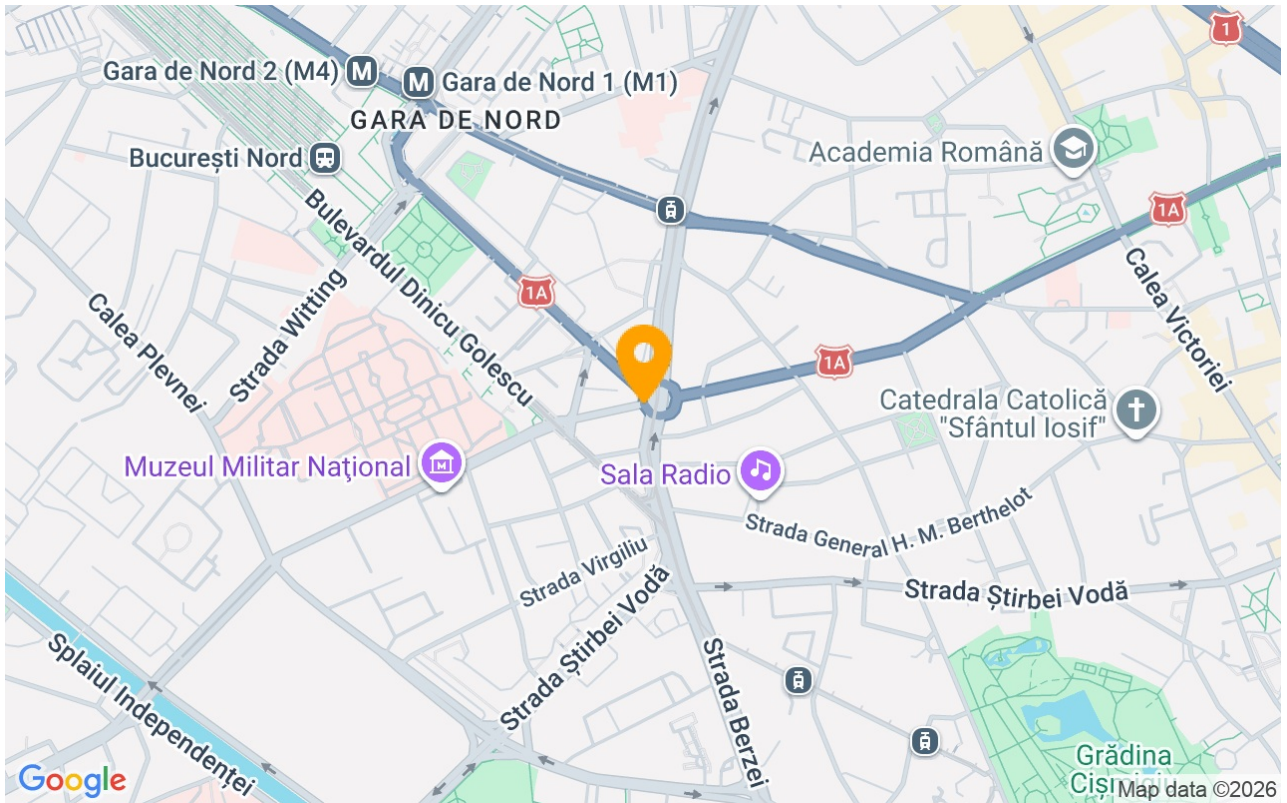 1
Gara de Nord 2 (M4)
M
M
Gara de Nord 1 (M1)
GARA DE NORD
București Nord
Academia Română
1A
Bulevardul Dinicu Golescu
Strada Witting
Calea Plevnei
1A
Calea Victoriei
1A
Catedrala Catolică
"Sfântul Iosif"
Muzeul Militar Național
M
Sala Radio
Strada General H. M. Berthelot
Strada Virgiliu
Strada Știrbei Vodă
Strada Știrbei Vodă
Strada Berzei
Splaiul Independenței
Grădina
Cișmigiu
Google
Map data ©2026